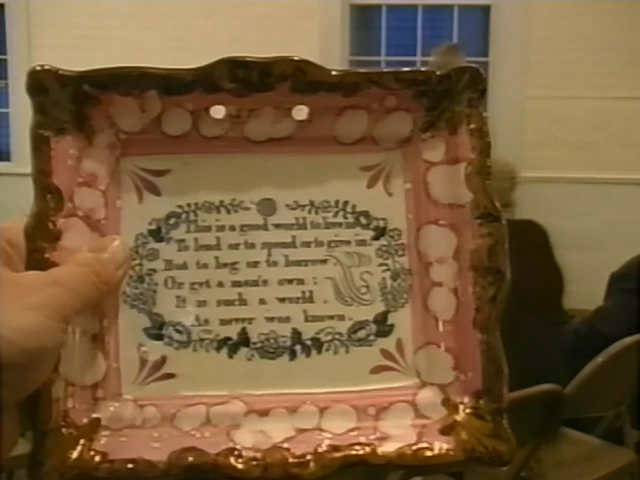 This is a good world to live in
To lend or to spend or to give in.
But to beg or to borrow
Or get a man's own :
It is such a world
As never was known.